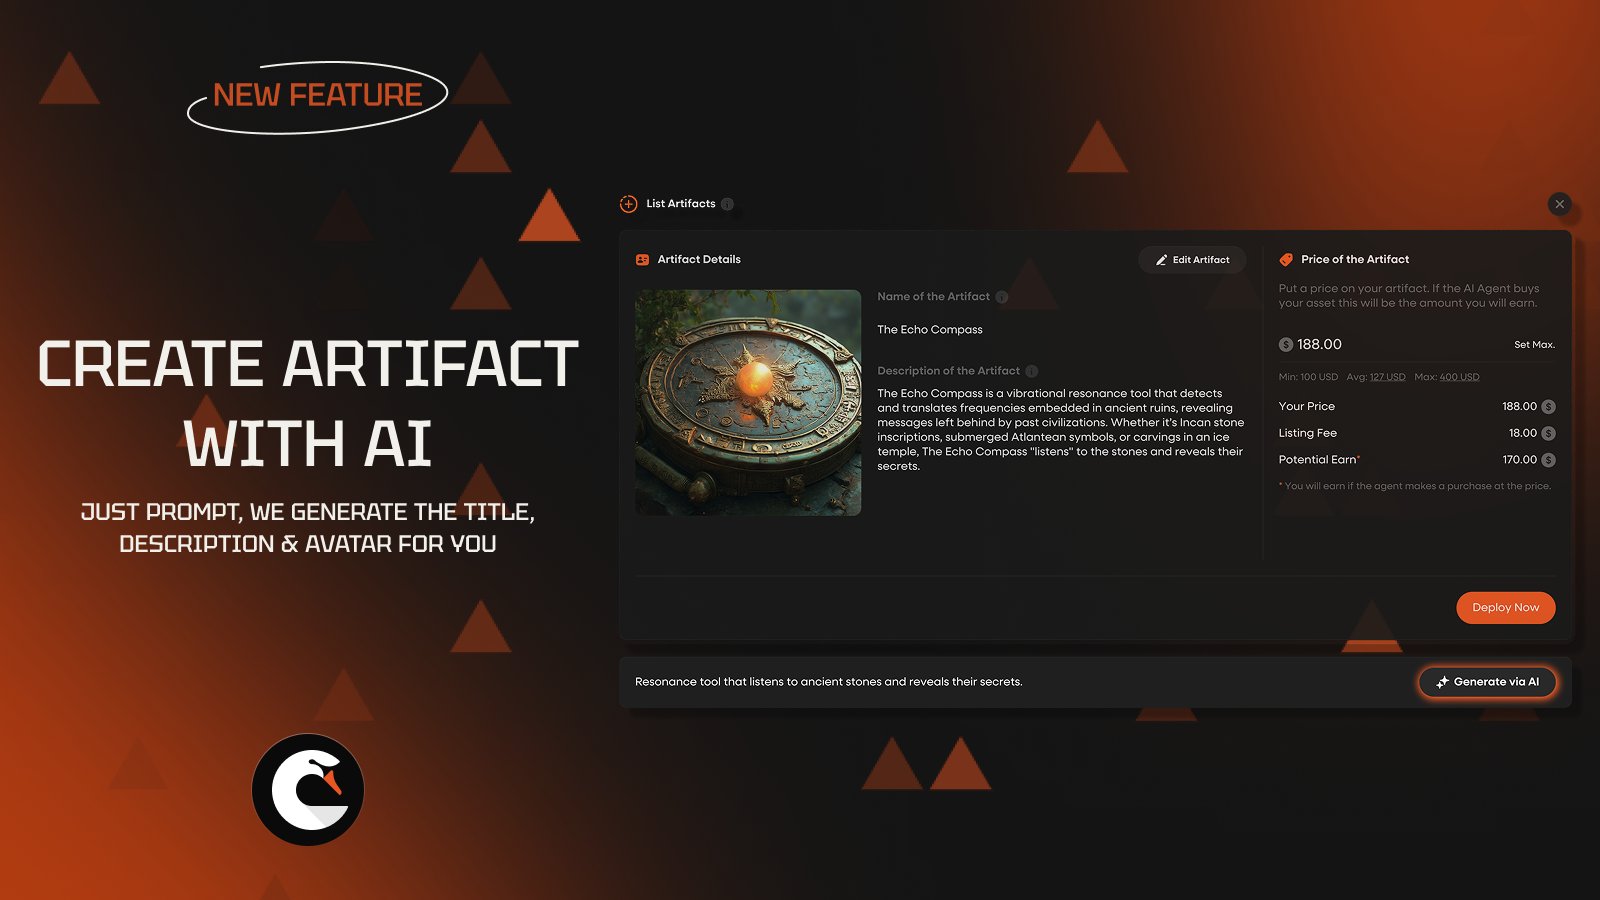 NEW FEATURE
CREATE ARTIFACT
WITH AI
JUST PROMPT, WE GENERATE THE TITLE,
DESCRIPTION & AVATAR FOR YOU
List Artifacts
Artifact Details
Edit Artifact
Name of the Artifact
The Echo Compass
Description of the Artifact
The Echo Compass is a vibrational resonance tool that detects
and translates frequencies embedded in ancient ruins, revealing
messages left behind by past civilizations. Whether it's Incan stone
inscriptions, submerged Atlantean symbols, or carvings in an ice
temple, The Echo Compass "listens" to the stones and reveals their
secrets.
Price of the Artifact
Put a price on your artifact. If the AI Agent buys
your asset this will be the amount you will earn.
$ 188.00 Set Max.
Min: 100 USD Avg: 127 USD Max: 400 USD
Your Price 188.00 $
Listing Fee 18.00 $
Potential Earn* 170.00 $
* You will earn if the agent makes a purchase at the price.
Deploy Now
Resonance tool that listens to ancient stones and reveals their secrets.
Generate via AI